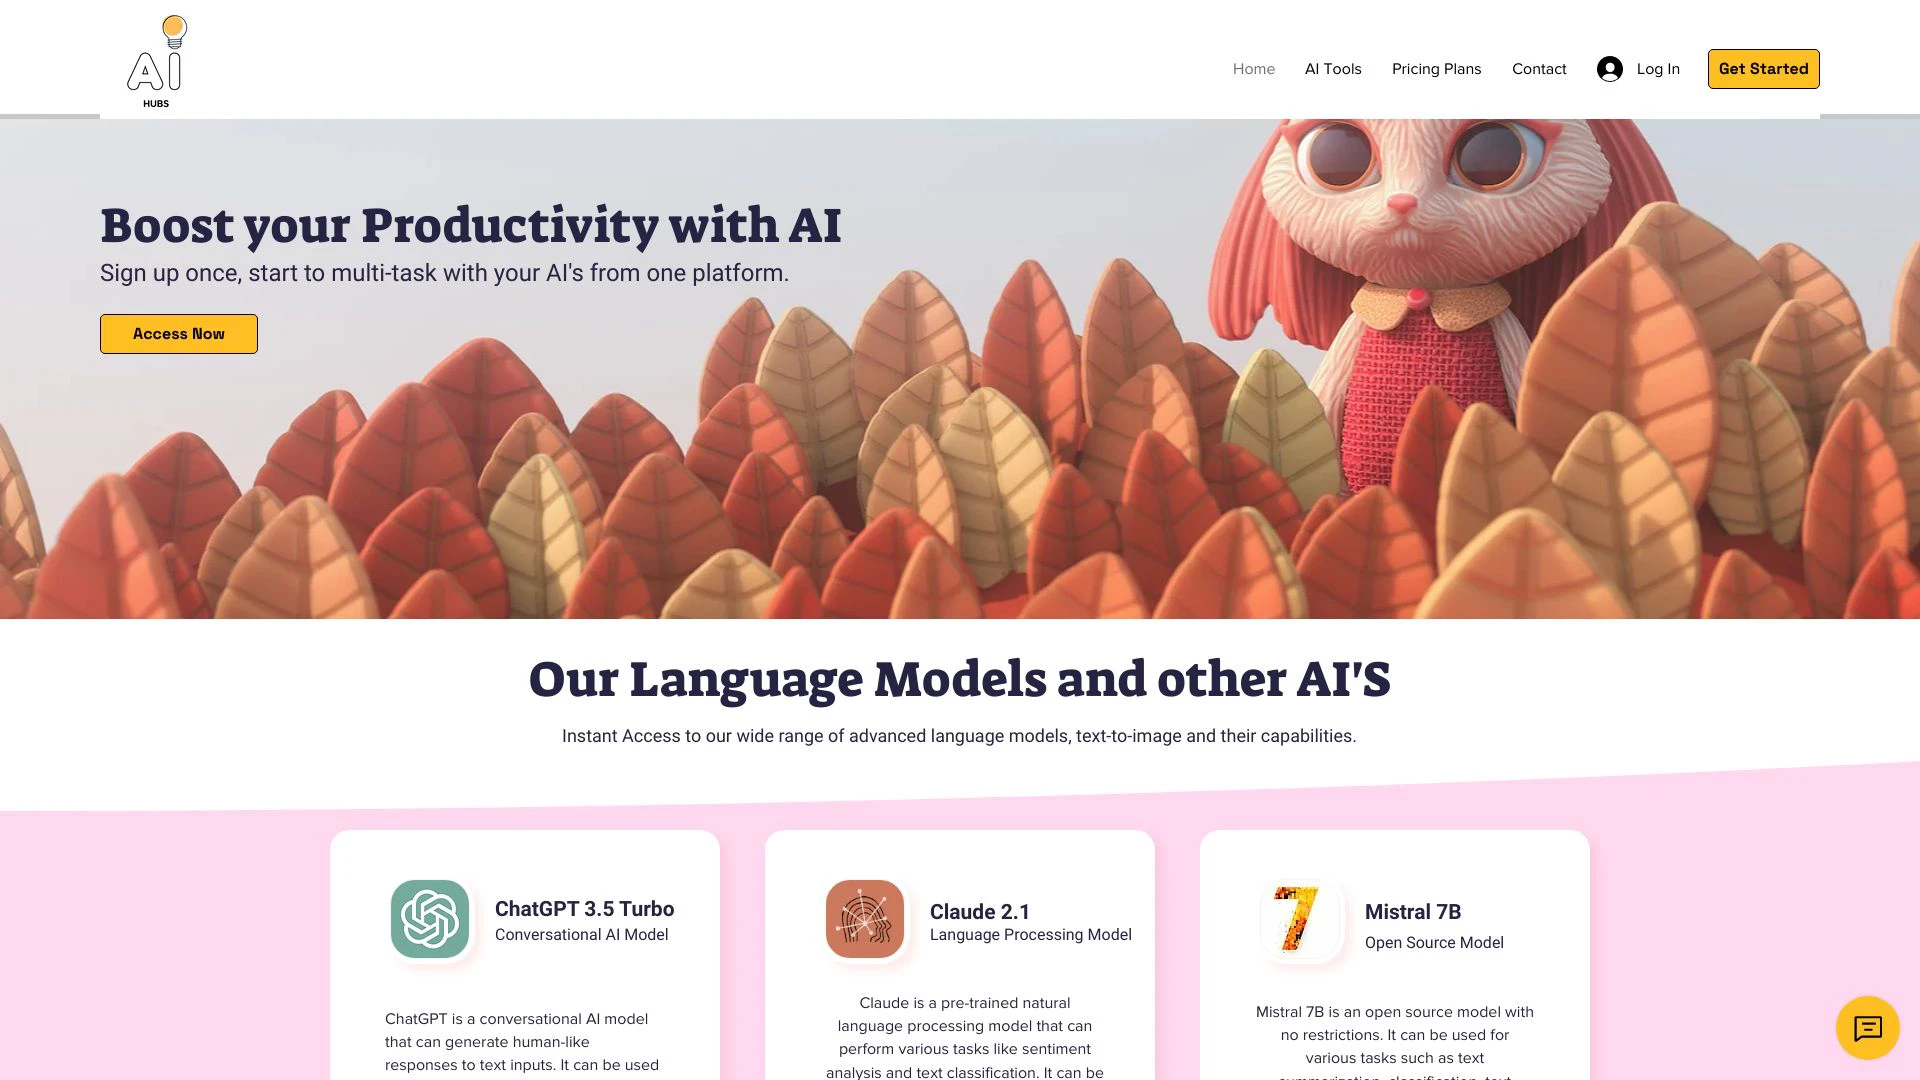 AI
HUBS
Home
AI Tools
Pricing Plans
Contact
Log In
Get Started
Boost your Productivity with AI
Sign up once, start to multi-task with your AI's from one platform.
Access Now
Our Language Models and other AI'S
Instant Access to our wide range of advanced language models, text-to-image and their capabilities.
ChatGPT 3.5 Turbo
Conversational AI Model
ChatGPT is a conversational AI model
that can generate human-like
responses to text inputs. It can be used
Claude 2.1
Language Processing Model
Claude is a pre-trained natural
language processing model that can
perform various tasks like sentiment
analysis and text classification. It can be
7
Mistral 7B
Open Source Model
Mistral 7B is an open source model with
no restrictions. It can be used for
various tasks such as text
summarization, classification, text